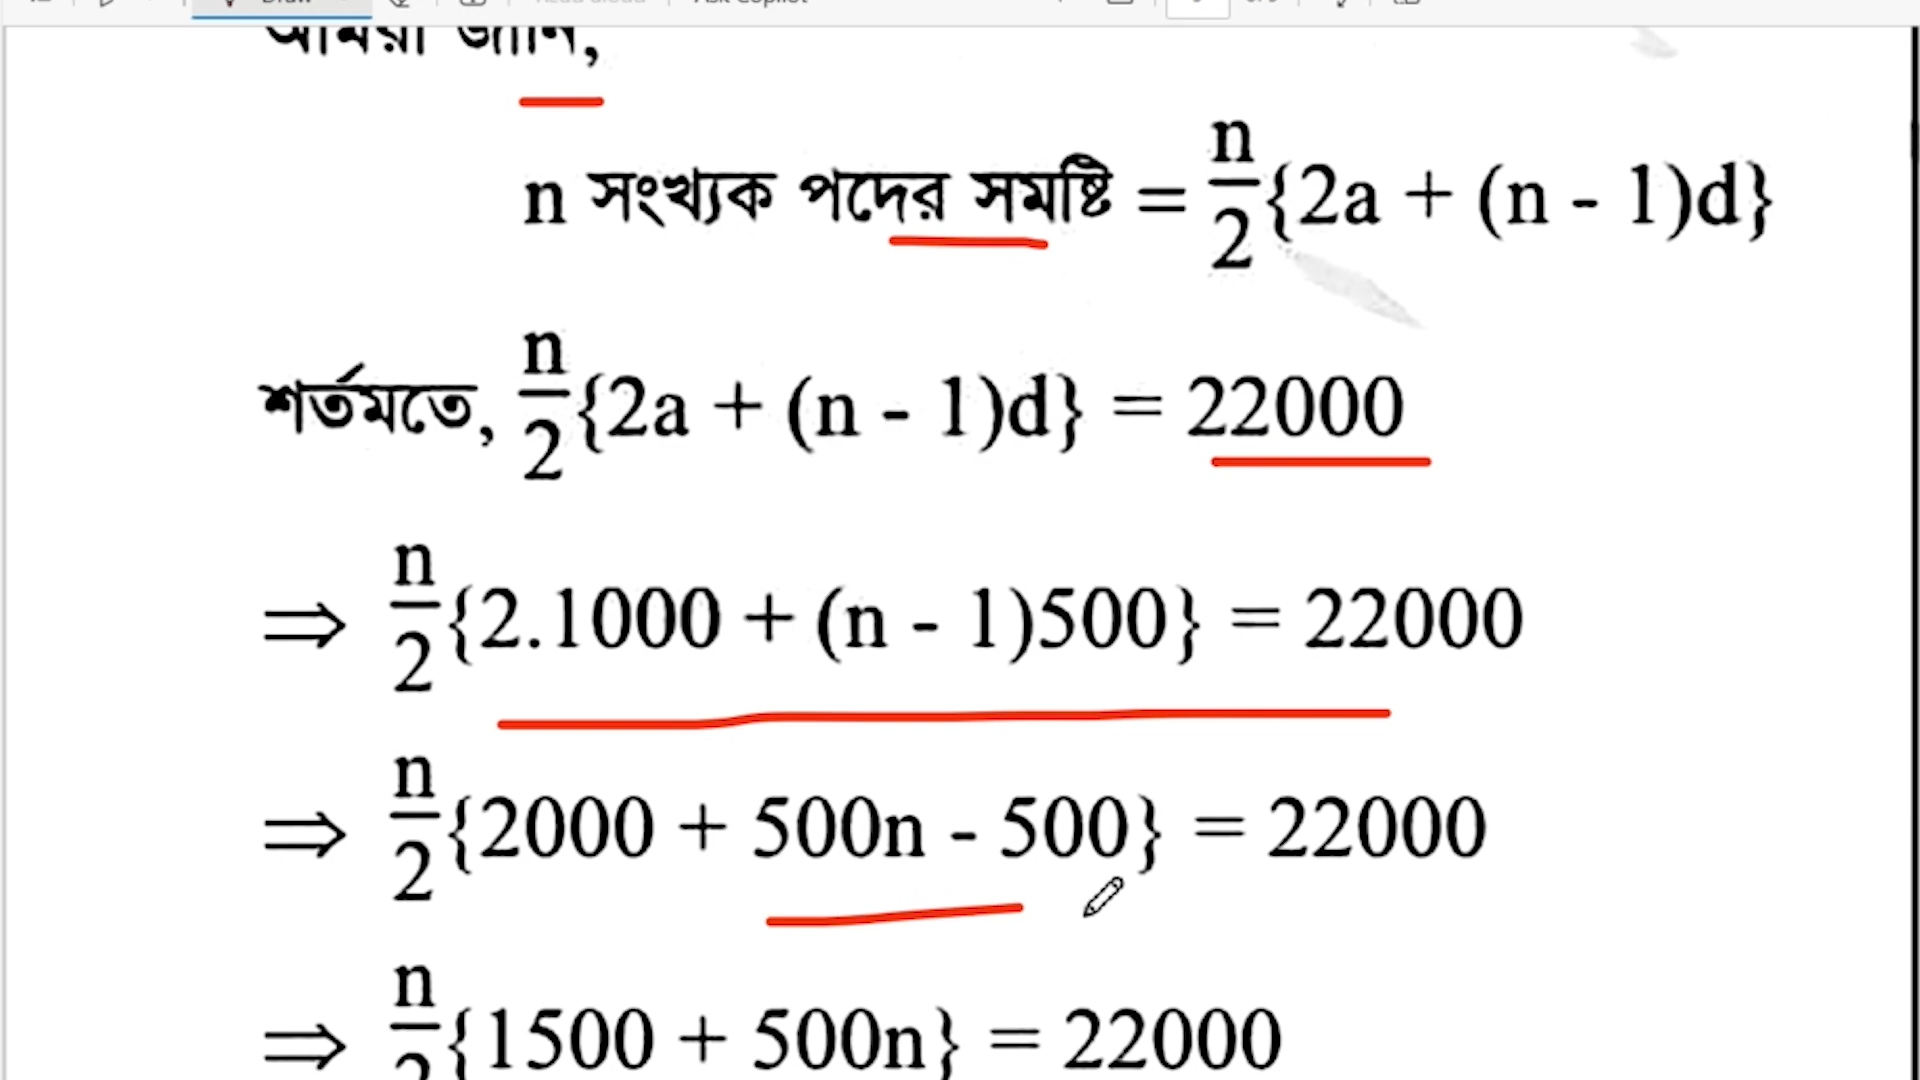 আমরা জানি,
n সংখ্যক পদের সমষ্টি = n/2{2a + (n - 1)d}
শর্তমতে, n/2{2a + (n - 1)d} = 22000
⇒ n/2{2.1000 + (n - 1)500} = 22000
⇒ n/2{2000 + 500n - 500} = 22000
⇒ n/2{1500 + 500n} = 22000